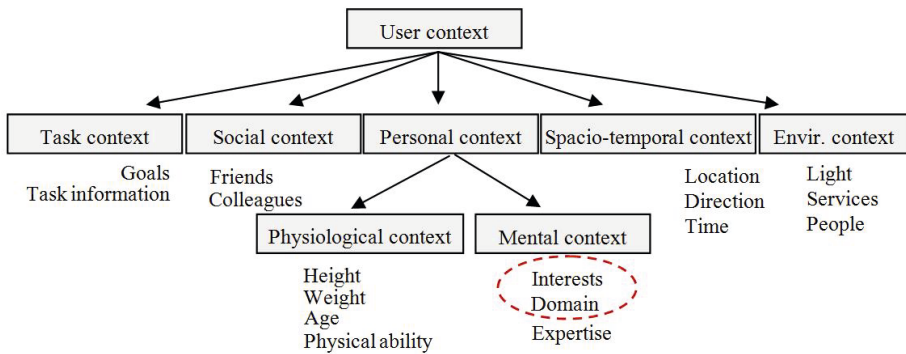 User context
Task context
Social context
Personal context
Spacio-temporal context
Envir. context
Goals
Task information
Friends
Colleagues
Location
Direction
Time
Light
Services
People
Physiological context
Mental context
Height
Weight
Age
Physical ability
Interests
Domain
Expertise